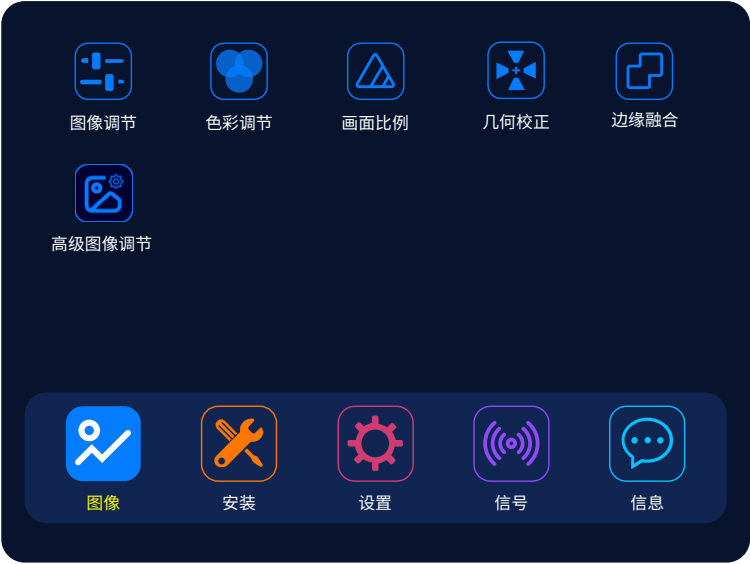 图像调节
色彩调节
画面比例
几何校正
边缘融合
高级图像调节
图像
安装
设置
信号
信息